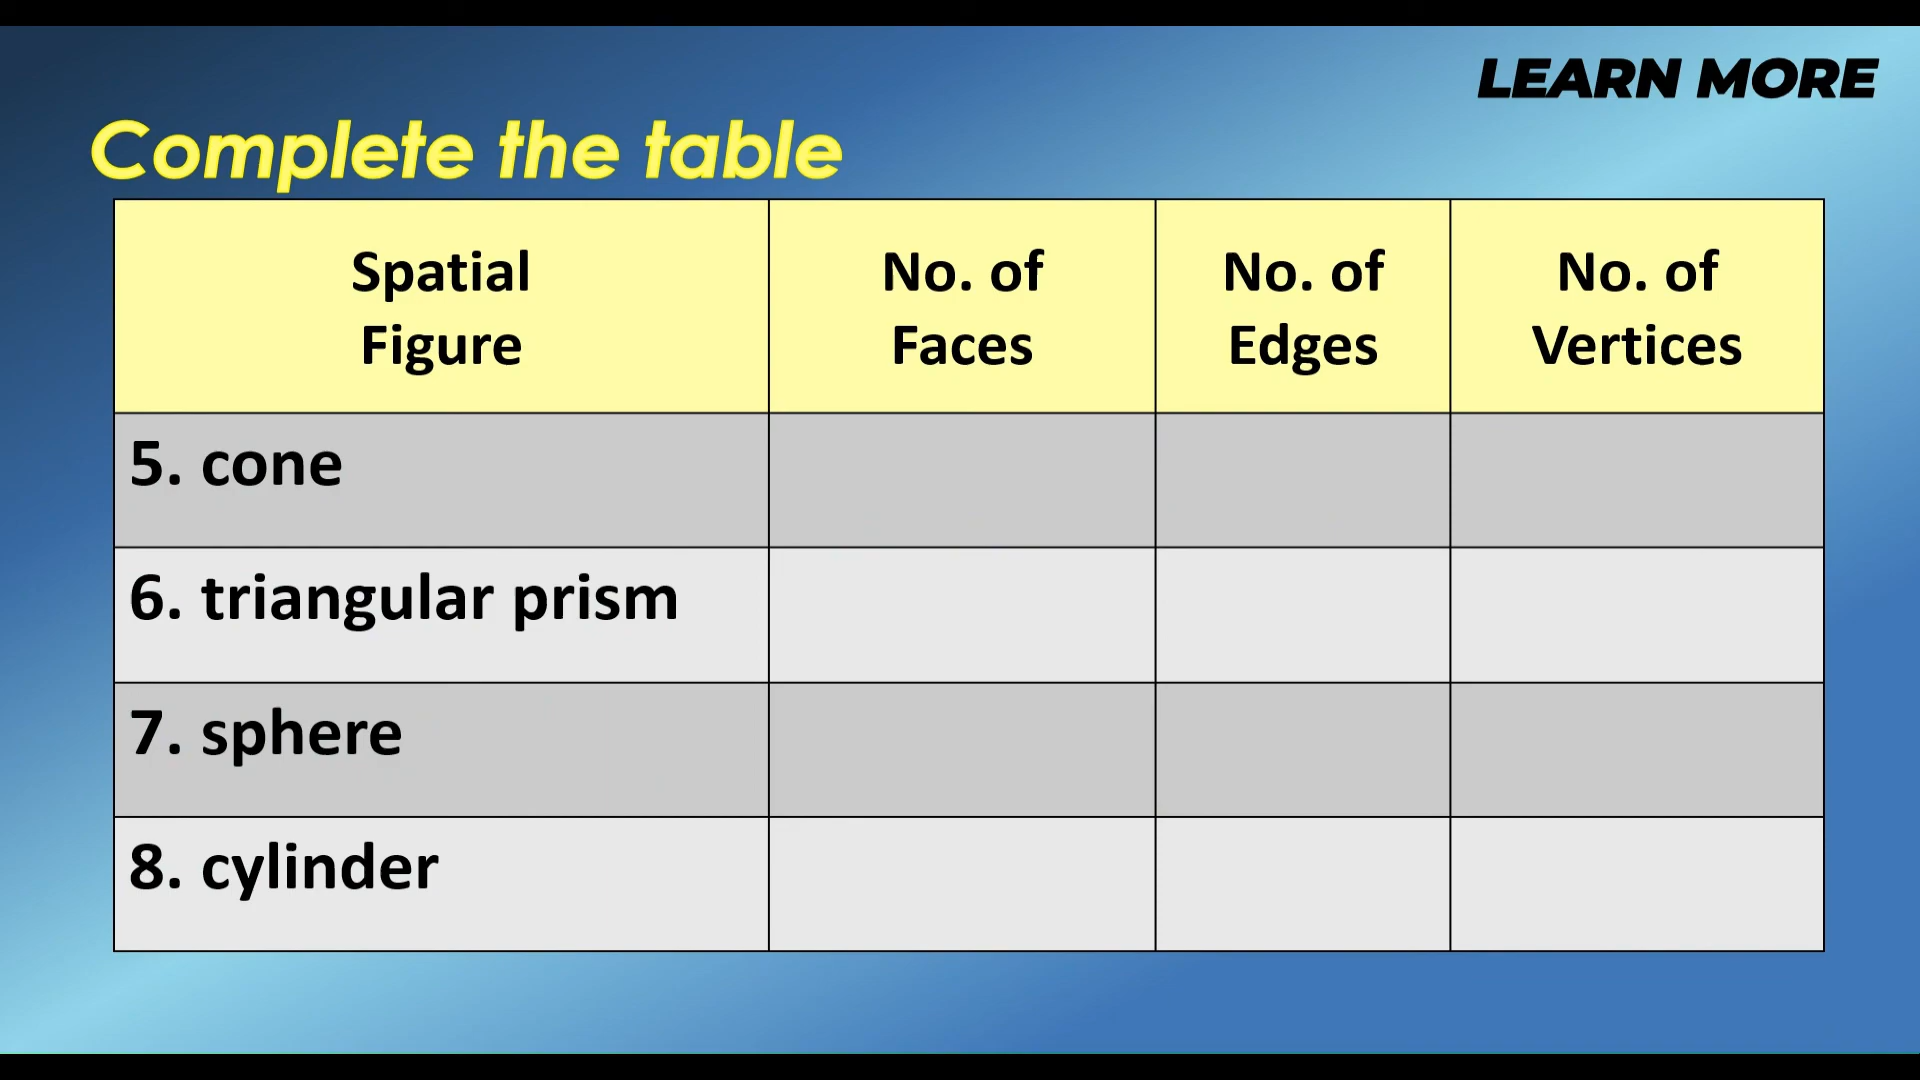 LEARN MORE
Complete the table
Spatial
Figure
No. of
Faces
No. of
Edges
No. of
Vertices
5. cone
6. triangular prism
7. sphere
8. cylinder